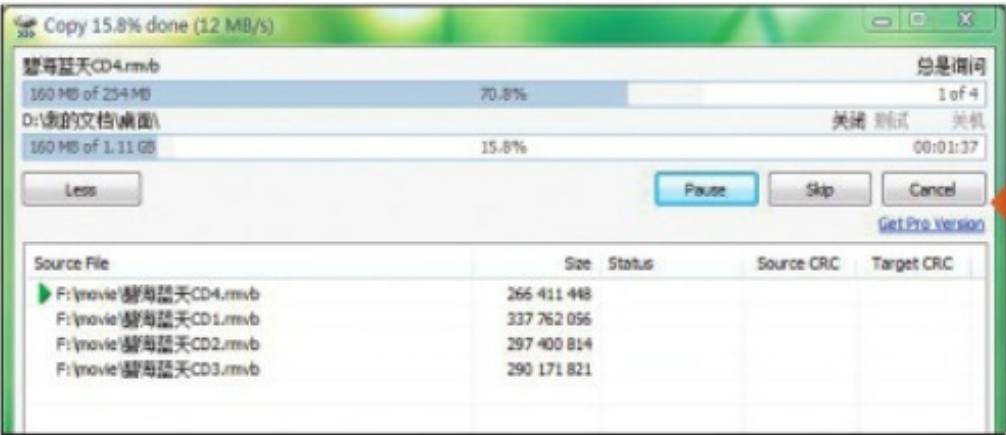 Copy 15.8% done (12 MB/s)
碧海蓝天CD4.rmvb 总是询问
160 MB of 254 MB 70.8% 1 of 4
D:\我的文档\桌面\ 关闭 测试 关机
160 MB of 1.11 GB 15.8% 00:01:37
Less Pause Skip Cancel
Get Pro Version
Source File Size Status Source CRC Target CRC
F:\movie\碧海蓝天CD4.rmvb 266 411 448
F:\movie\碧海蓝天CD1.rmvb 337 762 056
F:\movie\碧海蓝天CD2.rmvb 297 400 814
F:\movie\碧海蓝天CD3.rmvb 290 171 821